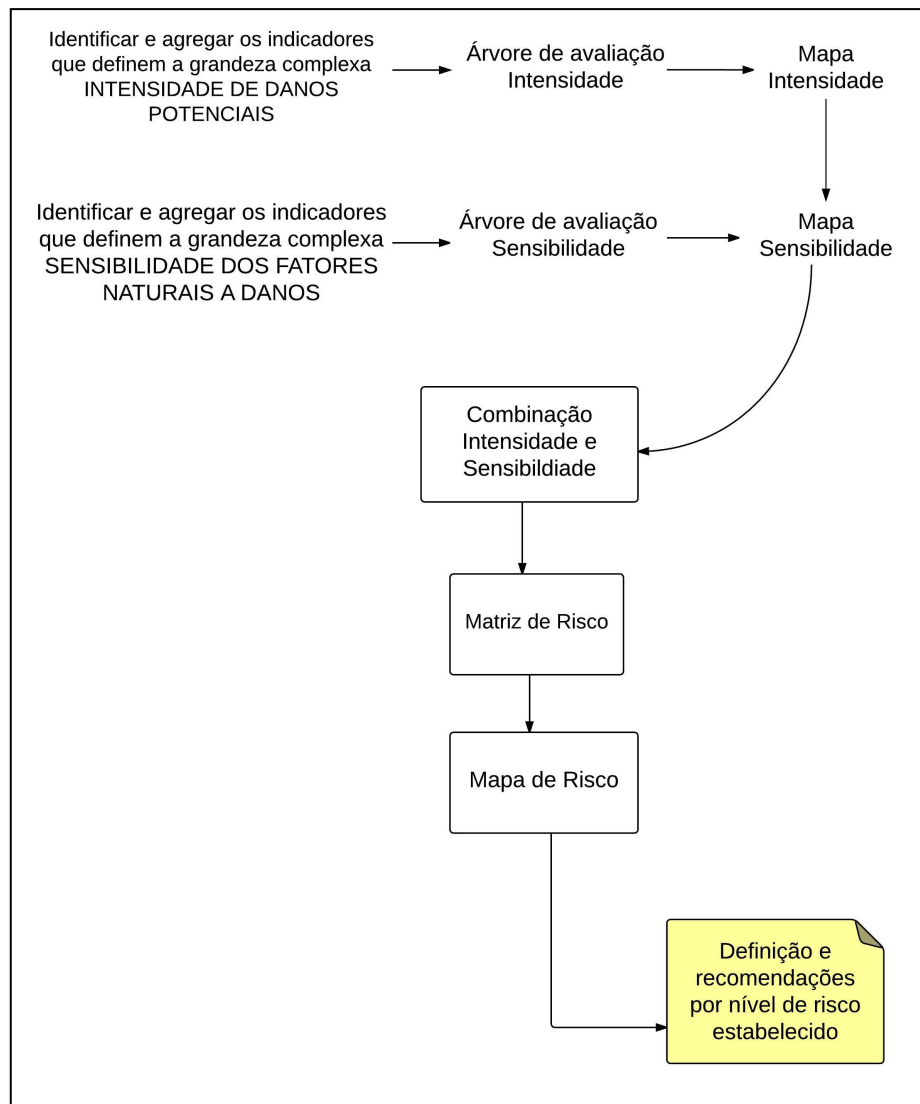 Identificar e agregar os indicadores
que definem a grandeza complexa
INTENSIDADE DE DANOS
POTENCIAIS
Árvore de avaliação
Intensidade
Mapa
Intensidade
Identificar e agregar os indicadores
que definem a grandeza complexa
SENSIBILIDADE DOS FATORES
NATURAIS A DANOS
Árvore de avaliação
Sensibilidade
Mapa
Sensibilidade
Combinação
Intensidade e
Sensibildiade
Matriz de Risco
Mapa de Risco
Definição e
recomendações
por nível de risco
estabelecido